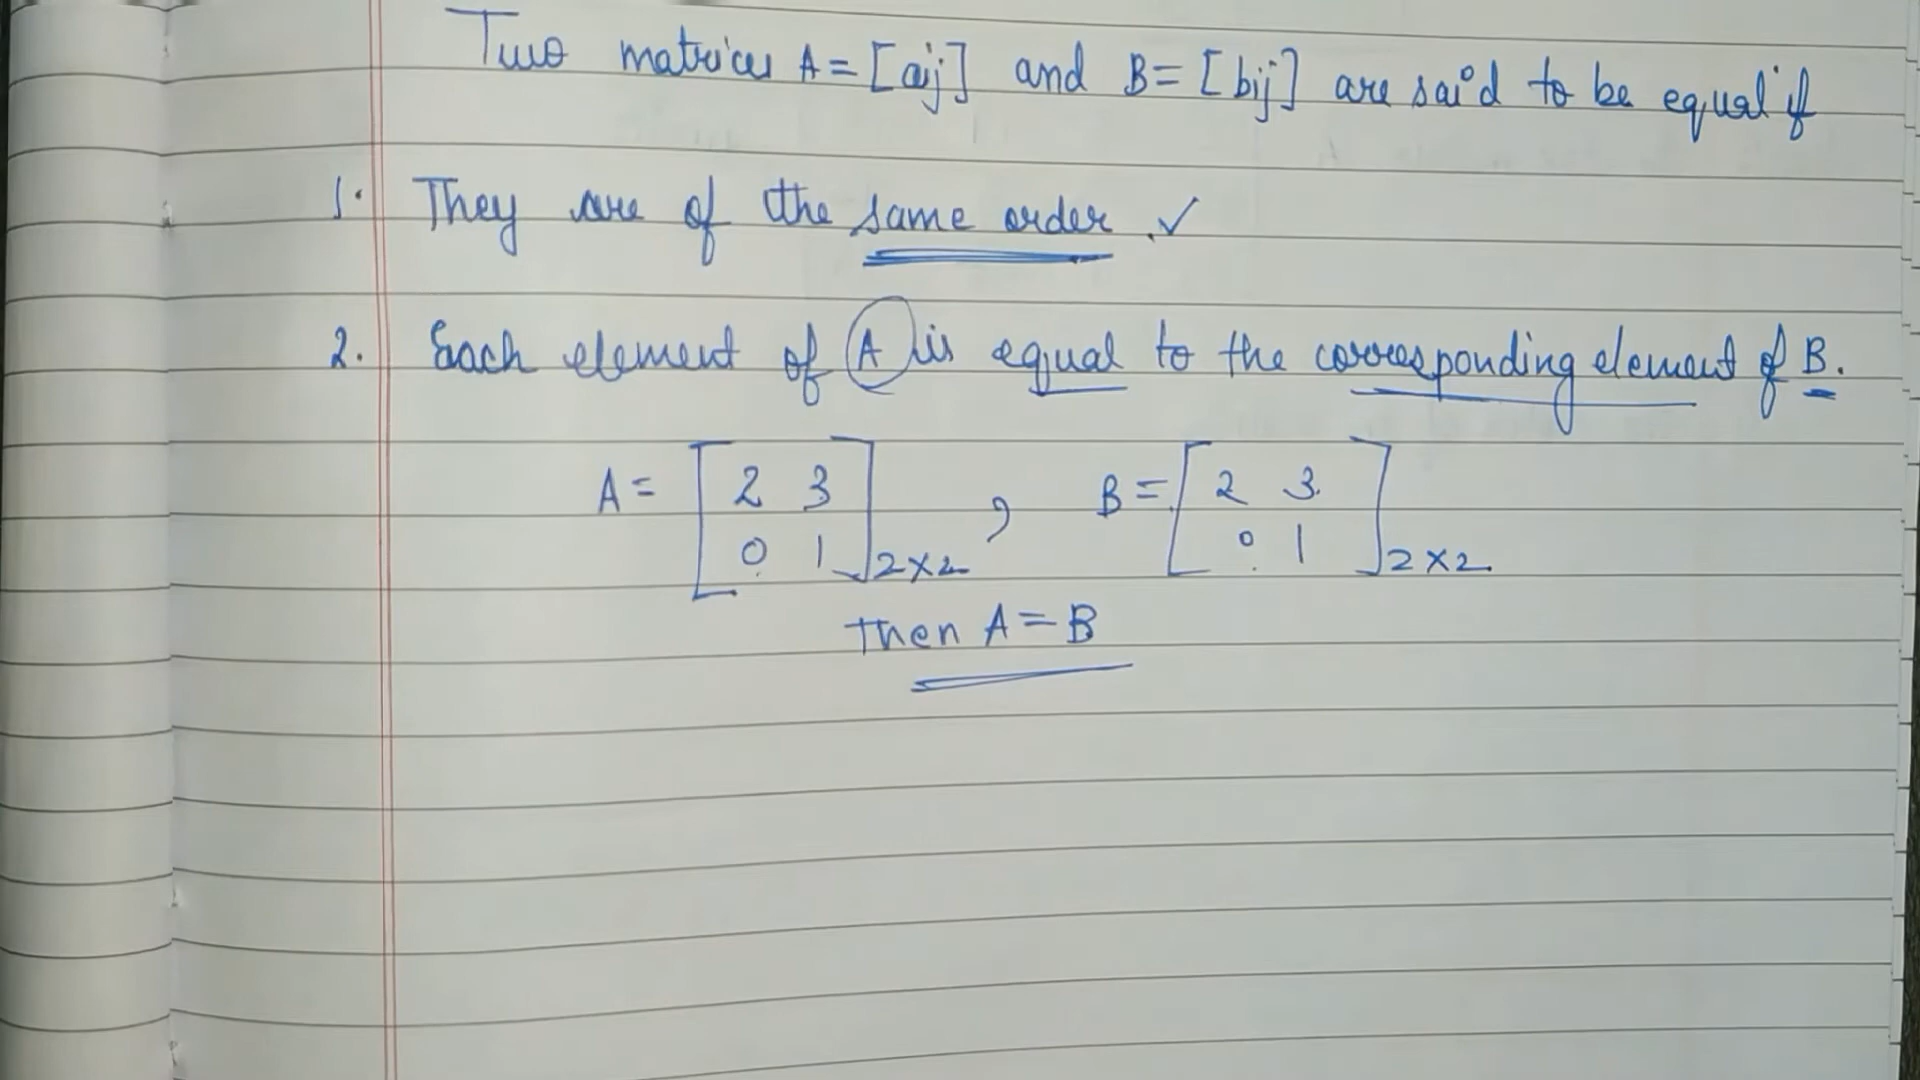 Two matrices A = [aij] and B = [bij] are said to be equal if
1. They are of the same order. ✓
2. Each element of A is equal to the corresponding element of B.
A = [2 3
0 1]2×2 , B = [2 3
0 1]2×2
then A = B